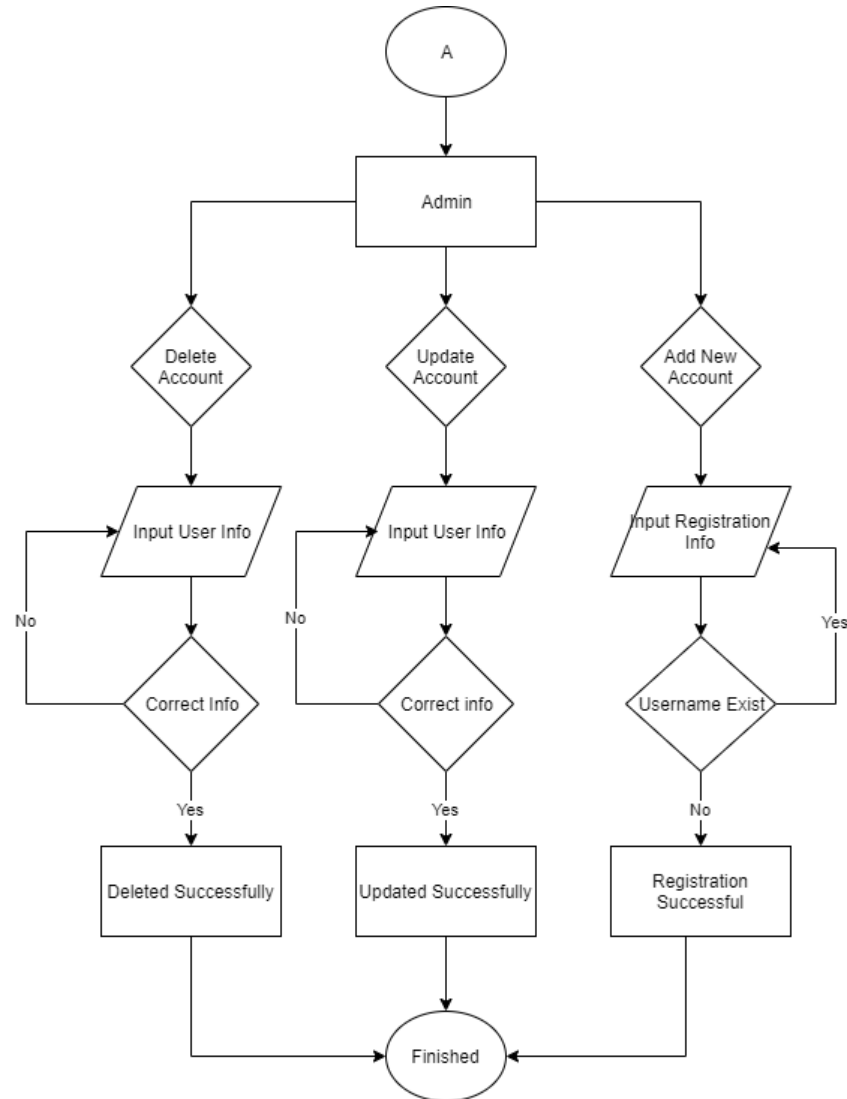 A
Admin
Delete
Account
Update
Account
Add New
Account
Input User Info
Input User Info
Input Registration
Info
No
No
Yes
Correct Info
Correct info
Username Exist
Yes
Yes
No
Deleted Successfully
Updated Successfully
Registration
Successful
Finished